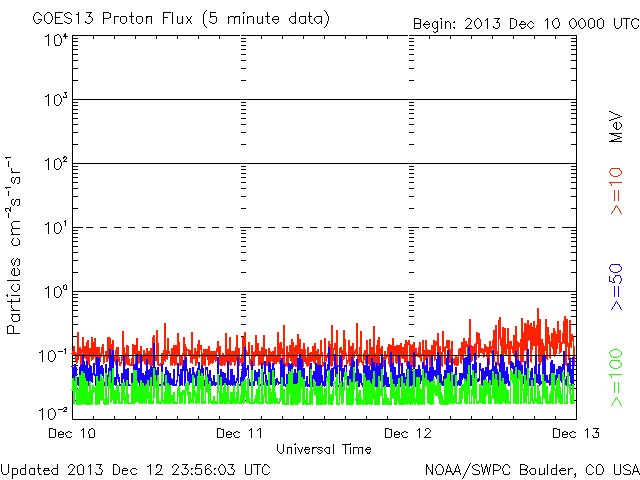 GOES13 Proton Flux (5 minute data)
Begin: 2013 Dec 10 0000 UTC
10⁴
10³
10²
10¹
10⁰
10⁻¹
10⁻²
Particles cm⁻²s⁻¹sr⁻¹
MeV
>=10
>=50
>=100
Dec 10
Dec 11
Dec 12
Dec 13
Universal Time
Updated 2013 Dec 12 23:56:03 UTC
NOAA/SWPC Boulder, CO USA